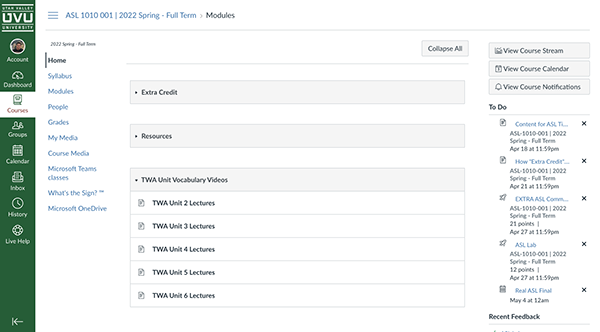 UTAH VALLEY
UVU
UNIVERSITY
Account
Dashboard
Courses
Groups
Calendar
Inbox
History
Live Help
ASL 1010 001 | 2022 Spring - Full Term › Modules
2022 Spring - Full Term
Home
Syllabus
Modules
People
Grades
My Media
Course Media
Microsoft Teams
classes
What's the Sign? ™
Microsoft OneDrive
Collapse All
Extra Credit
Resources
TWA Unit Vocabulary Videos
TWA Unit 2 Lectures
TWA Unit 3 Lectures
TWA Unit 4 Lectures
TWA Unit 5 Lectures
TWA Unit 6 Lectures
View Course Stream
View Course Calendar
View Course Notifications
To Do
Content for ASL Ti...
ASL-1010-001 | 2022
Spring - Full Term
Apr 18 at 11:59pm
How "Extra Credit"...
ASL-1010-001 | 2022
Spring - Full Term
Apr 21 at 11:59pm
EXTRA ASL Comm...
ASL-1010-001 | 2022
Spring - Full Term
21 points |
Apr 27 at 11:59pm
ASL Lab
ASL-1010-001 | 2022
Spring - Full Term
12 points |
Apr 27 at 11:59pm
Real ASL Final
May 4 at 12am
Recent Feedback